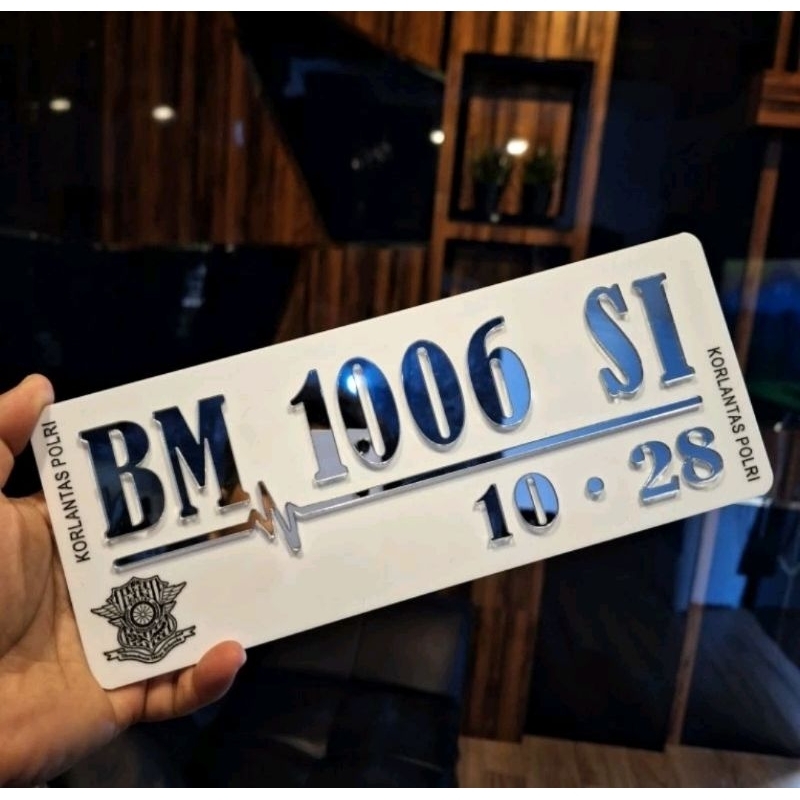 BM 1006 SI
10 • 28
KORLANTAS POLRI
KORLANTAS POLRI